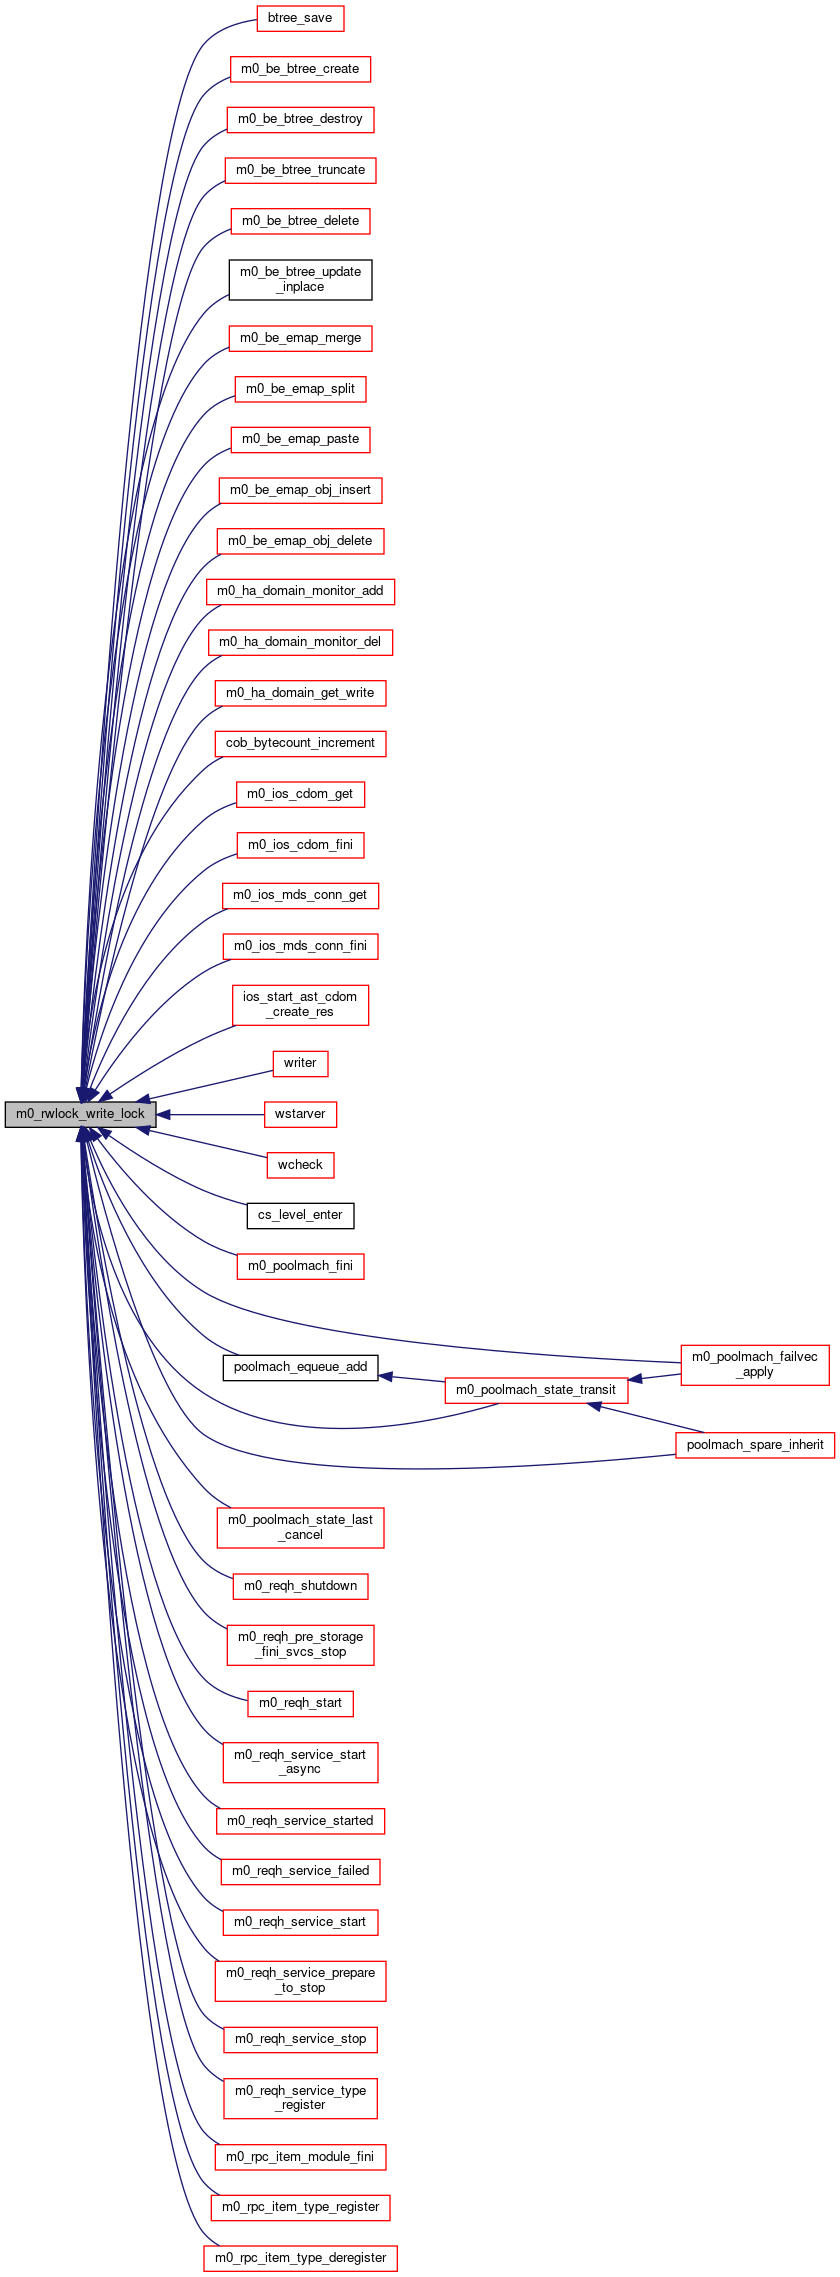 btree_save
m0_be_btree_create
m0_be_btree_destroy
m0_be_btree_truncate
m0_be_btree_delete
m0_be_btree_update
_inplace
m0_be_emap_merge
m0_be_emap_split
m0_be_emap_paste
m0_be_emap_obj_insert
m0_be_emap_obj_delete
m0_ha_domain_monitor_add
m0_ha_domain_monitor_del
m0_ha_domain_get_write
cob_bytecount_increment
m0_ios_cdom_get
m0_ios_cdom_fini
m0_ios_mds_conn_get
m0_ios_mds_conn_fini
ios_start_ast_cdom
_create_res
writer
m0_rwlock_write_lock
wstarver
wcheck
cs_level_enter
m0_poolmach_fini
poolmach_equeue_add
m0_poolmach_state_transit
m0_poolmach_failvec
_apply
poolmach_spare_inherit
m0_poolmach_state_last
_cancel
m0_reqh_shutdown
m0_reqh_pre_storage
_fini_svcs_stop
m0_reqh_start
m0_reqh_service_start
_async
m0_reqh_service_started
m0_reqh_service_failed
m0_reqh_service_start
m0_reqh_service_prepare
_to_stop
m0_reqh_service_stop
m0_reqh_service_type
_register
m0_rpc_item_module_fini
m0_rpc_item_type_register
m0_rpc_item_type_deregister